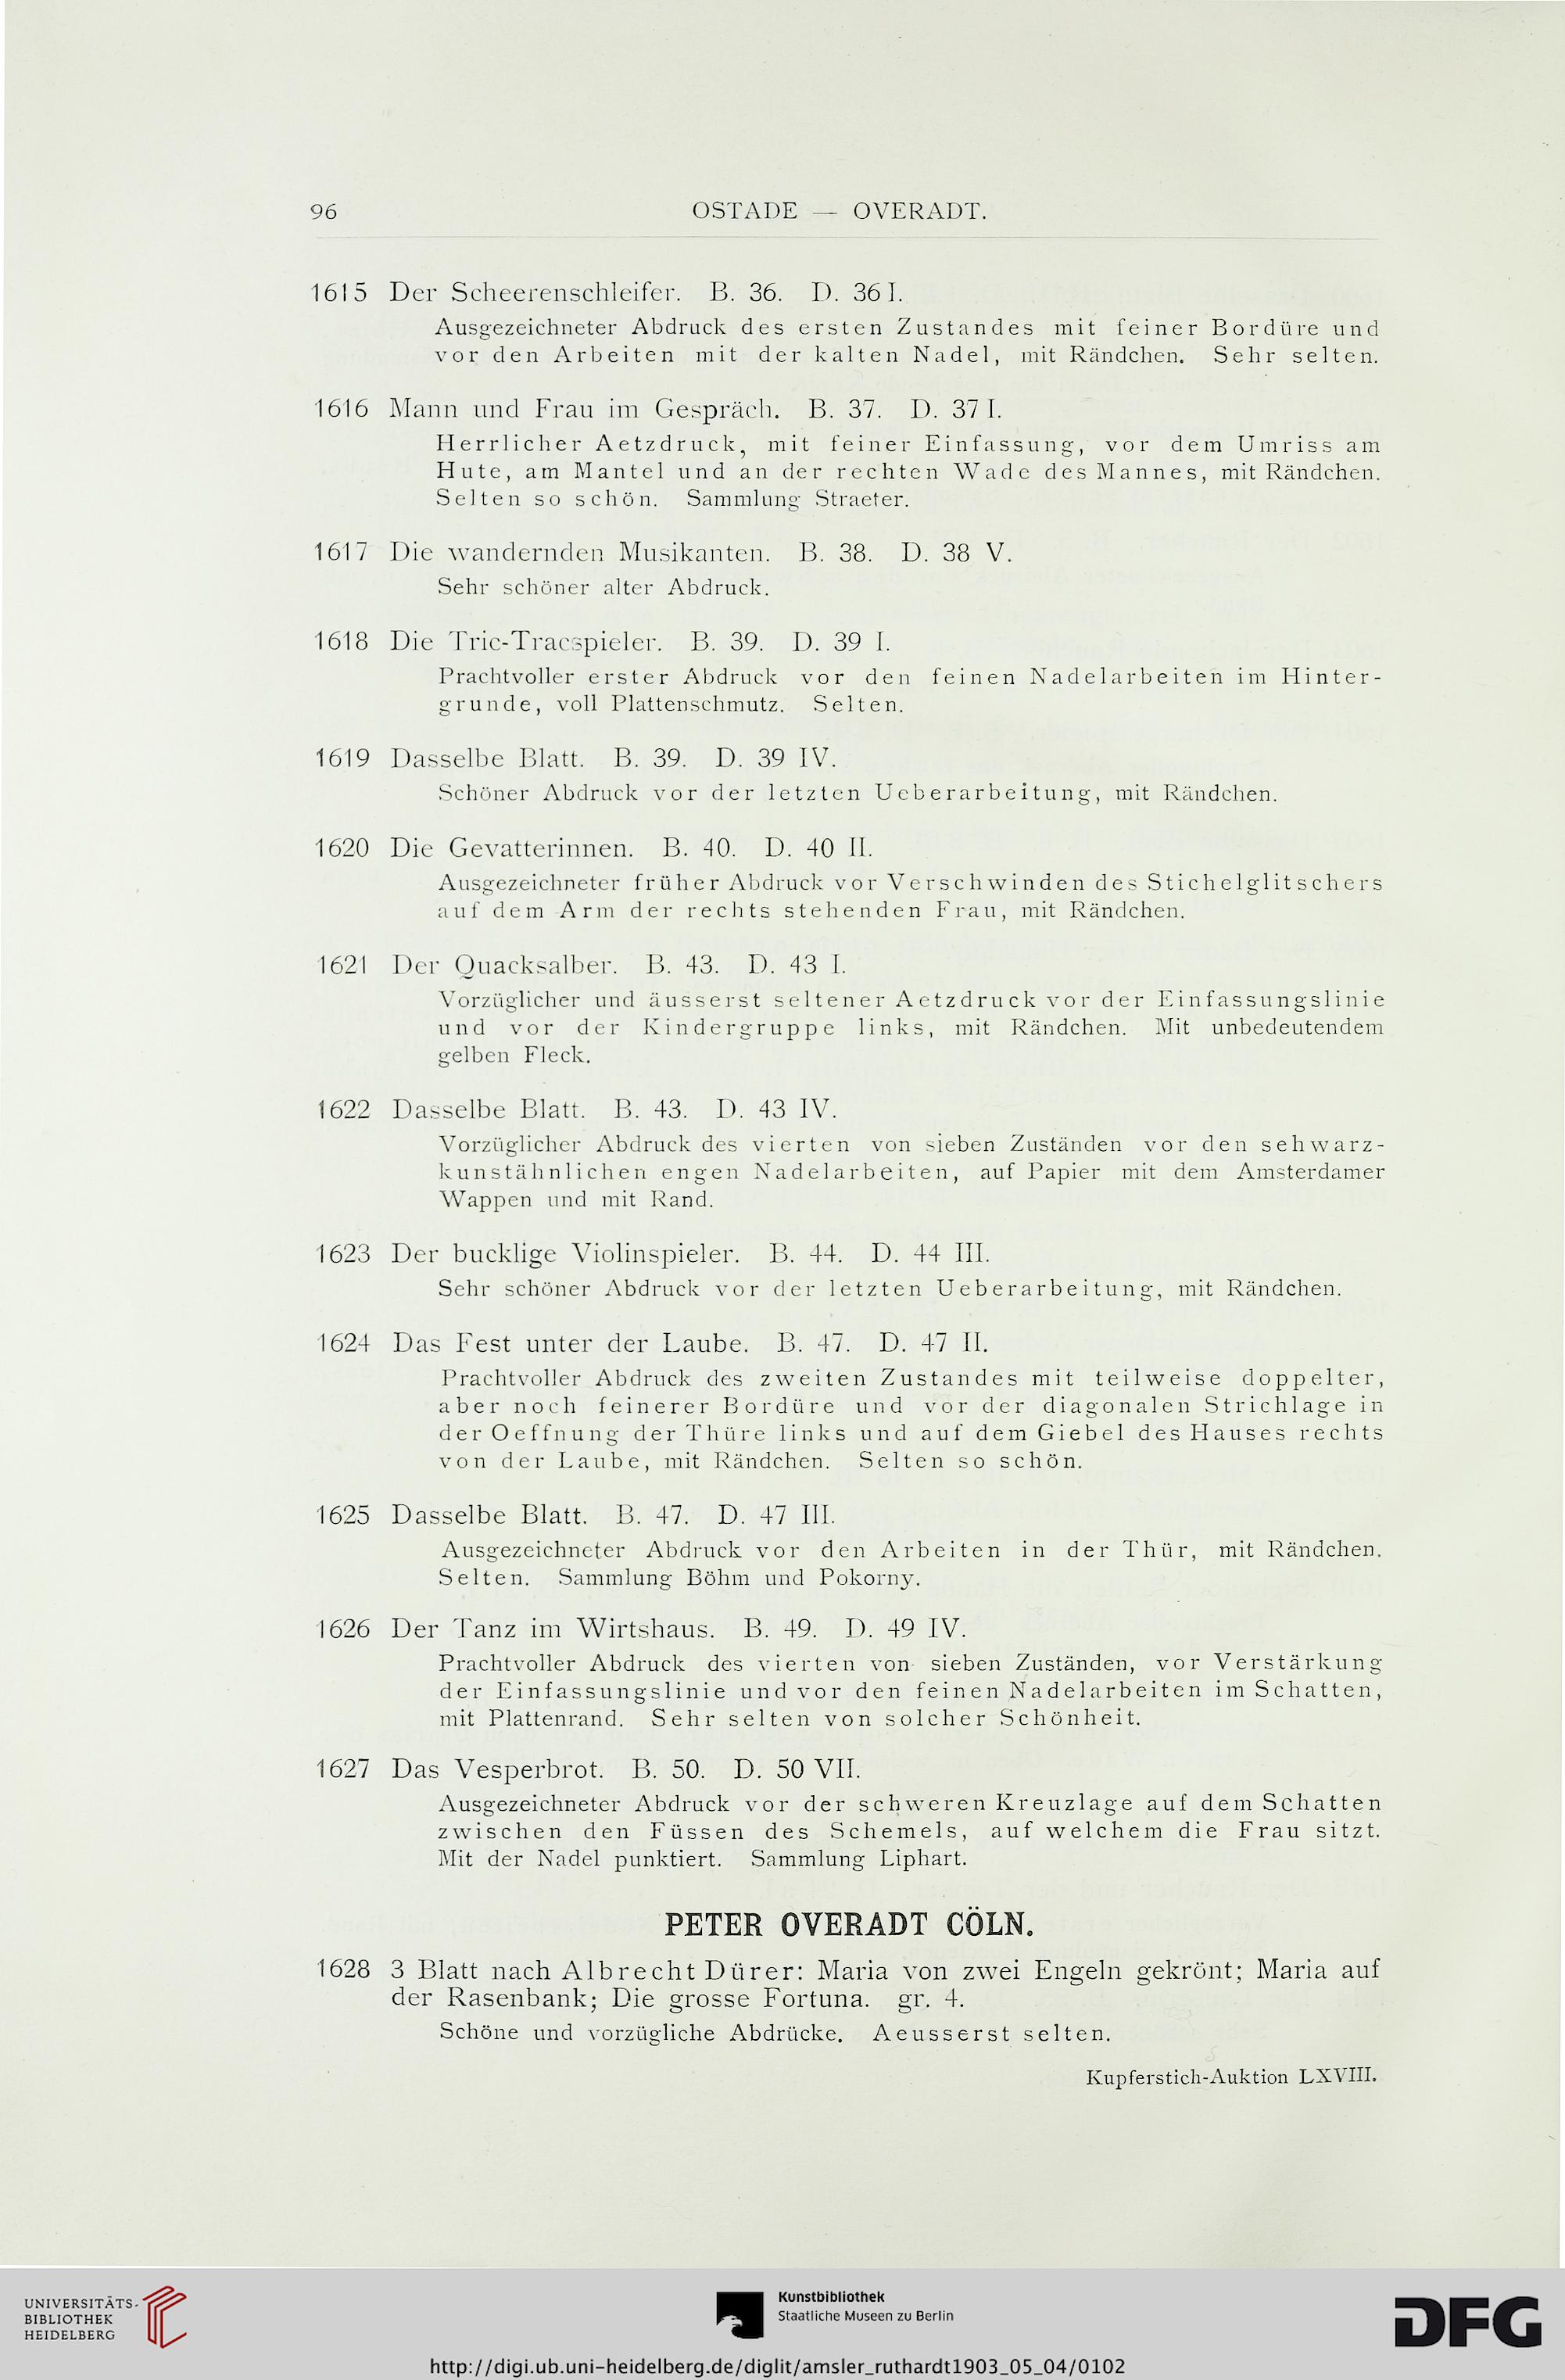 96 OSTADE — OVERADT.
1615 Der Scheerenschleifer. B. 36. D. 36 I.
Ausgezeichneter Abdruck des ersten Zustandes mit feiner Bordüre und
vor den Arbeiten mit der kalten Nadel, mit Rändchen. Sehr selten.
1616 Mann und Frau im Gespräch. B. 37. D. 37 I.
Herrlicher Aetzdruck, mit feiner Einfassung, vor dem Umriss am
Hute, am Mantel und an der rechten Wade des Mannes, mit Rändchen.
Selten so schön. Sammlung Straeter.
1617 Die wandernden Musikanten. B. 38. D. 38 V.
Sehr schöner alter Abdruck.
1618 Die Tric-Tracspieler. B. 39. D. 39 I.
Prachtvoller erster Abdruck vor den feinen Nadelarbeiten im Hinter-
grunde, voll Plattenschmutz. Selten.
1619 Dasselbe Blatt. B. 39. D. 39 IV.
Schöner Abdruck vor der letzten Ueberarbeitung, mit Rändchen.
1620 Die Gevatterinnen. B. 40. D. 40 II.
Ausgezeichneter früher Abdruck vor Verschwinden des Stichelglitschers
auf dem Arm der rechts stehenden Frau, mit Rändchen.
1621 Der Quacksalber. B. 43. D. 43 I.
Vorzüglicher und äusserst seltener Aetzdruck vor der Einfassungslinie
und vor der Kindergruppe links, mit Rändchen. Mit unbedeutendem
gelben Fleck.
1622 Dasselbe Blatt. B. 43. D. 43 IV.
Vorzüglicher Abdruck des vierten von sieben Zuständen vor den sehwarz-
kunstähnlichen engen Nadelarbeiten, auf Papier mit dem Amsterdamer
Wappen und mit Rand.
1623 Der bucklige Violinspieler. B. 44. D. 44 III.
Sehr schöner Abdruck vor der letzten Ueberarbeitung, mit Rändchen.
1624 Das Fest unter der Laube. B. 47. D. 47 II.
Prachtvoller Abdruck des zweiten Zustandes mit teilweise doppelter,
aber noch feinerer Bordüre und vor der diagonalen Strichlage in
der Oeffnung der Thüre links und auf dem Giebel des Hauses rechts
von der Laube, mit Rändchen. Selten so schön.
1625 Dasselbe Blatt. B. 47. D. 47 III.
Ausgezeichneter Abdruck vor den Arbeiten in der Thür, mit Rändchen.
Selten. Sammlung Böhm und Pokorny.
1626 Der Tanz im Wirtshaus. B. 49. D. 49 IV.
Prachtvoller Abdruck des vierten von sieben Zuständen, vor Verstärkung
der Einfassungslinie und vor den feinen Nadelarbeiten im Schatten,
mit Plattenrand. Sehr selten von solcher Schönheit.
1627 Das Vesperbrot. B. 50. D. 50 VII.
Ausgezeichneter Abdruck vor der schweren Kreuzlage auf dem Schatten
zwischen den Füssen des Schemels, auf welchem die Frau sitzt.
Mit der Nadel punktiert. Sammlung Liphart.
PETER OVERADT CÖLN.
1628 3 Blatt nach Albrecht Dürer: Maria von zwei Engeln gekrönt; Maria auf
der Rasenbank; Die grosse Fortuna. gr. 4.
Schöne und vorzügliche Abdrücke. Aeusserst selten.
Kupferstich-Auktion LXVIII.
UNIVERSITÄTS-
BIBLIOTHEK
HEIDELBERG
Kunstbibliothek
Staatliche Museen zu Berlin
DFG
http://digi.ub.uni-heidelberg.de/diglit/amsler_ruthardt1903_05_04/0102